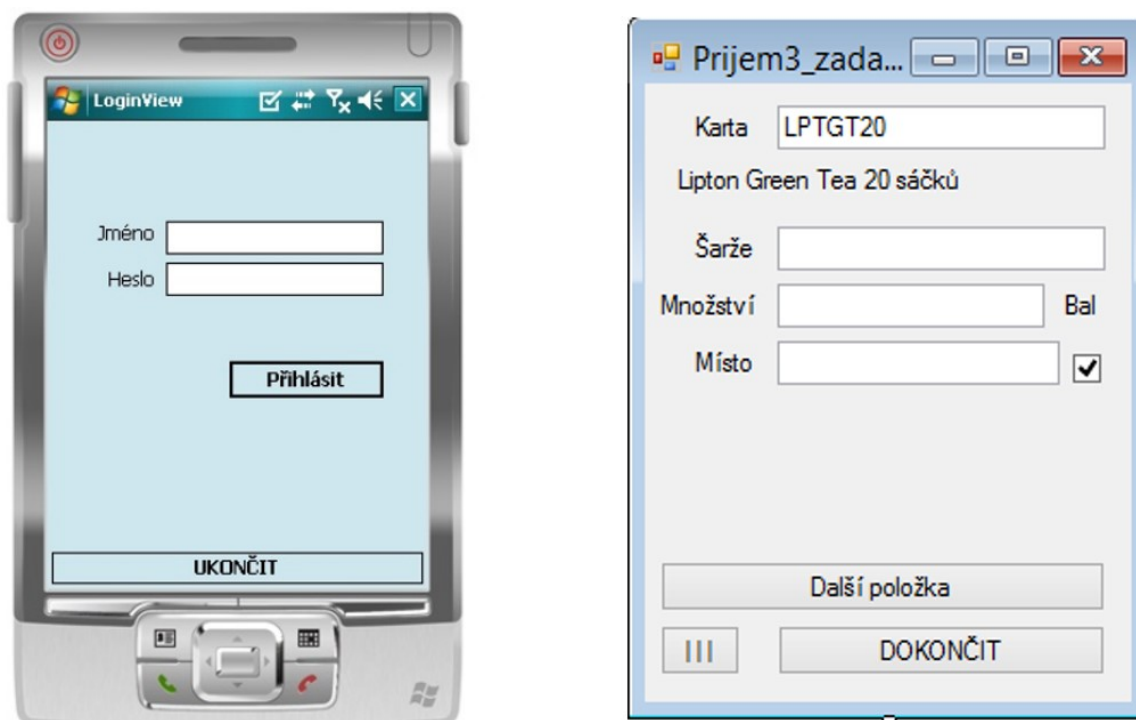 LoginView
Jméno
Heslo
Přihlásit
UKONČIT
Prijem3_zada...
Karta LPTGT20
Lipton Green Tea 20 sáčků
Šarže
Množství Bal
Místo
Další položka
III DOKONČIT